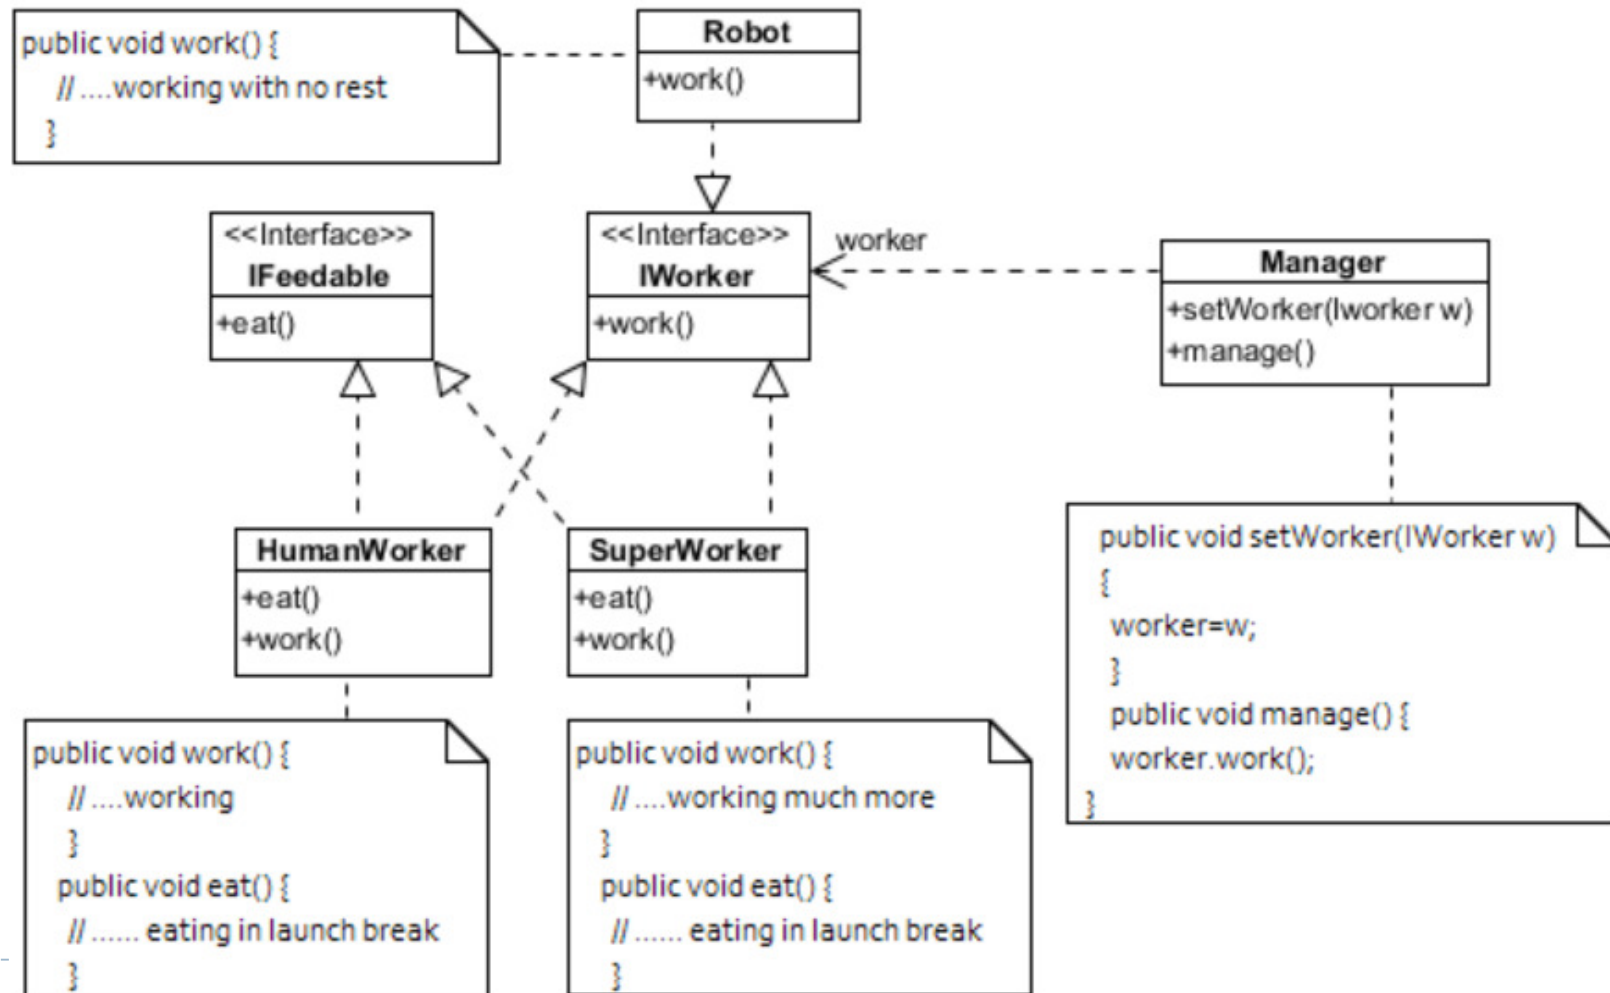 public void work() {
// ....working with no rest
}
Robot
+work()
<<Interface>>
IFeedable
+eat()
<<Interface>>
IWorker
+work()
worker
Manager
+setWorker(Iworker w)
+manage()
HumanWorker
+eat()
+work()
SuperWorker
+eat()
+work()
public void setWorker(IWorker w)
{
worker=w;
}
public void manage() {
worker.work();
}
public void work() {
// ....working
}
public void eat() {
// ...... eating in launch break
}
public void work() {
// ....working much more
}
public void eat() {
// ...... eating in launch break
}